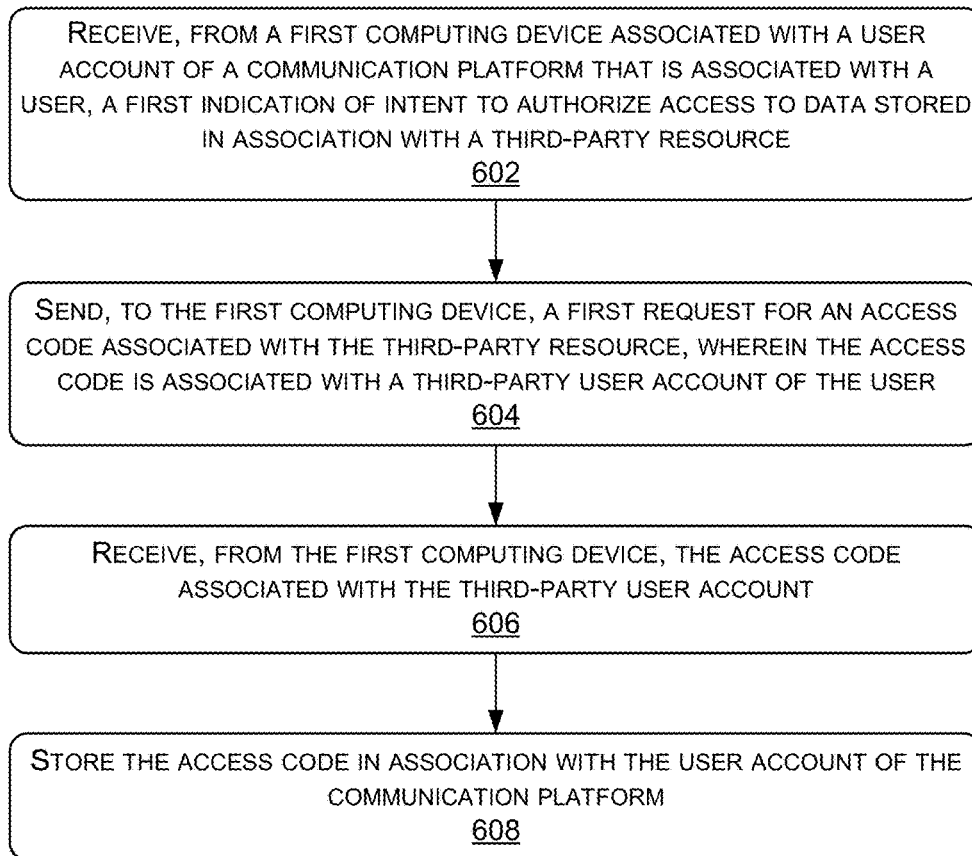 RECEIVE, FROM A FIRST COMPUTING DEVICE ASSOCIATED WITH A USER
ACCOUNT OF A COMMUNICATION PLATFORM THAT IS ASSOCIATED WITH A
USER, A FIRST INDICATION OF INTENT TO AUTHORIZE ACCESS TO DATA STORED
IN ASSOCIATION WITH A THIRD-PARTY RESOURCE
602
SEND, TO THE FIRST COMPUTING DEVICE, A FIRST REQUEST FOR AN ACCESS
CODE ASSOCIATED WITH THE THIRD-PARTY RESOURCE, WHEREIN THE ACCESS
CODE IS ASSOCIATED WITH A THIRD-PARTY USER ACCOUNT OF THE USER
604
RECEIVE, FROM THE FIRST COMPUTING DEVICE, THE ACCESS CODE
ASSOCIATED WITH THE THIRD-PARTY USER ACCOUNT
606
STORE THE ACCESS CODE IN ASSOCIATION WITH THE USER ACCOUNT OF THE
COMMUNICATION PLATFORM
608